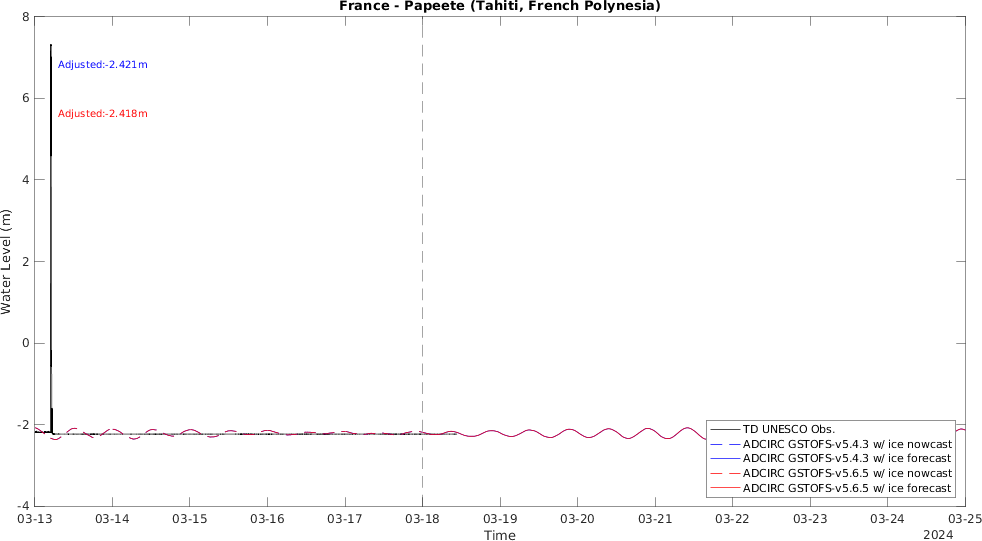 France - Papeete (Tahiti, French Polynesia)
8
Adjusted:-2.421m
6
Adjusted:-2.418m
4
2
0
-2
-4
Water Level (m)
TD UNESCO Obs.
ADCIRC GSTOFS-v5.4.3 w/ ice nowcast
ADCIRC GSTOFS-v5.4.3 w/ ice forecast
ADCIRC GSTOFS-v5.6.5 w/ ice nowcast
ADCIRC GSTOFS-v5.6.5 w/ ice forecast
03-13 03-14 03-15 03-16 03-17 03-18 03-19 03-20 03-21 03-22 03-23 03-24 03-25
Time
2024